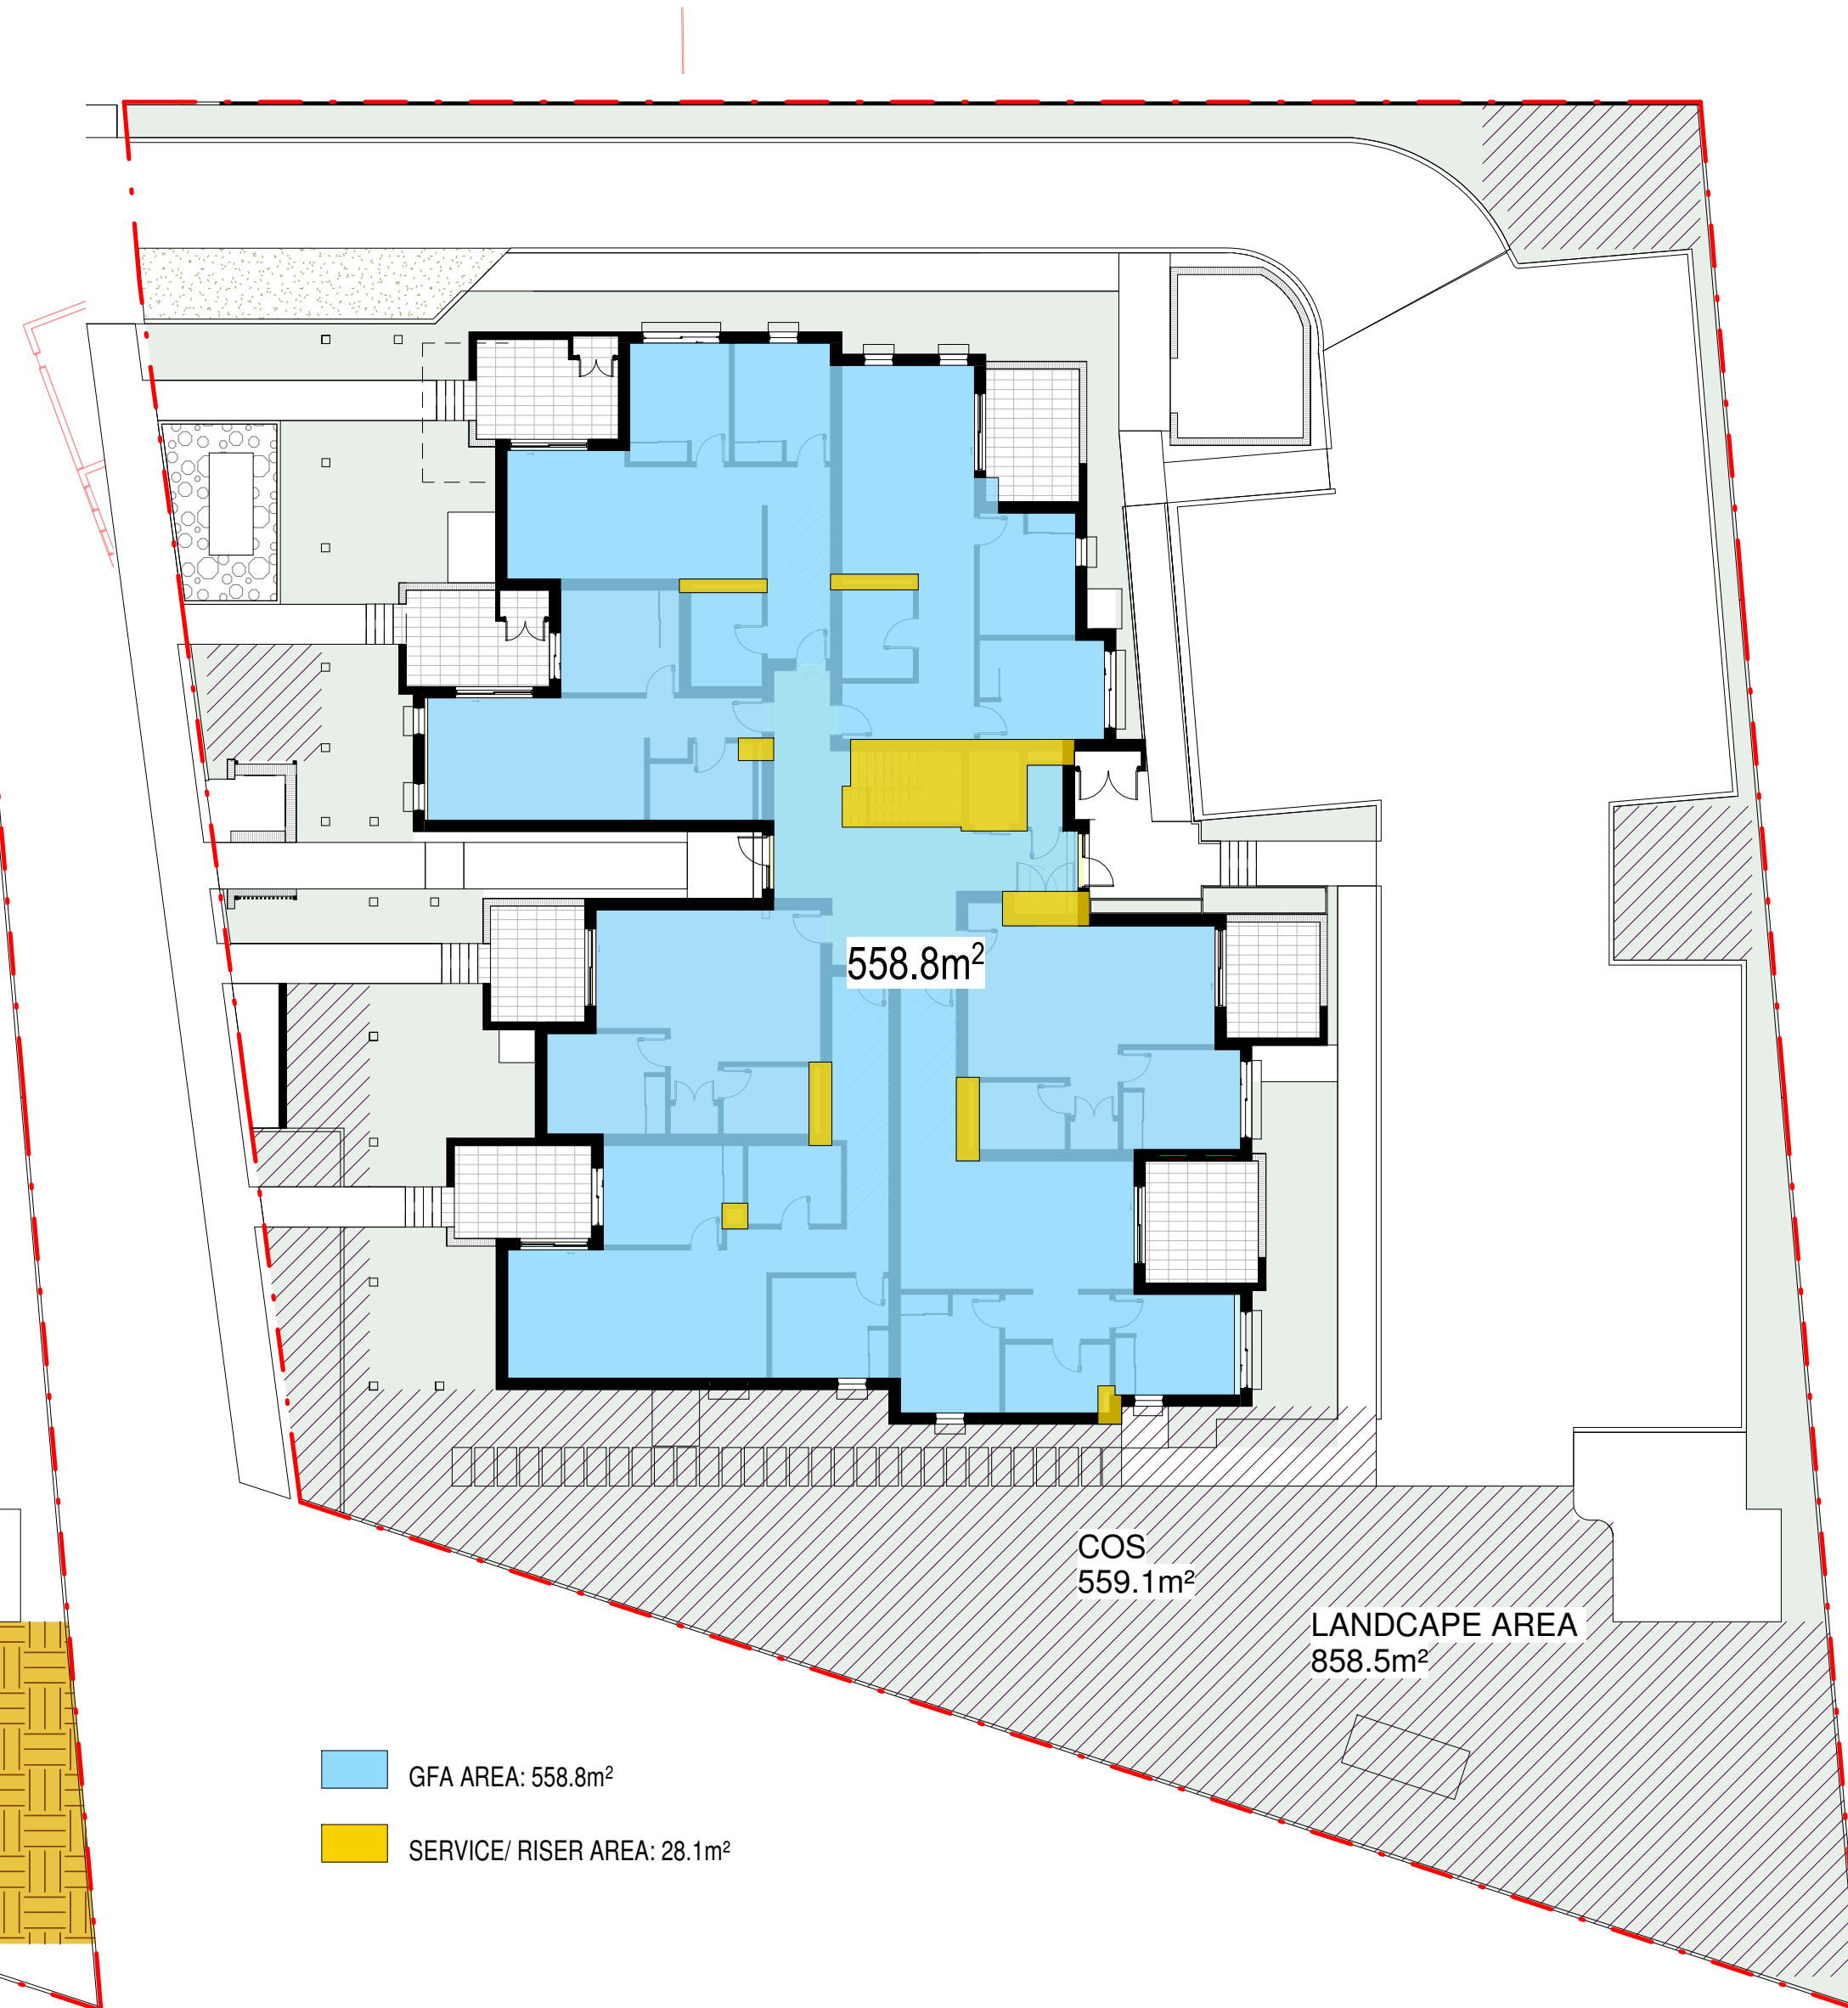 558.8m²
COS
559.1m²
LANDCAPE AREA
858.5m²
GFA AREA: 558.8m²
SERVICE/ RISER AREA: 28.1m²